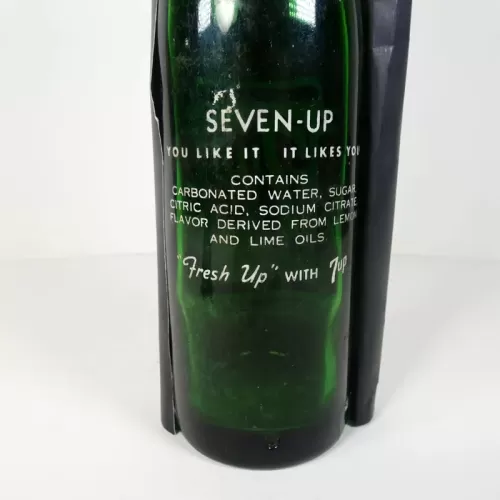 SEVEN-UP
YOU LIKE IT IT LIKES YOU
CONTAINS
CARBONATED WATER, SUGAR,
CITRIC ACID, SODIUM CITRATE
FLAVOR DERIVED FROM LEMON
AND LIME OILS.
"Fresh Up" WITH 7up